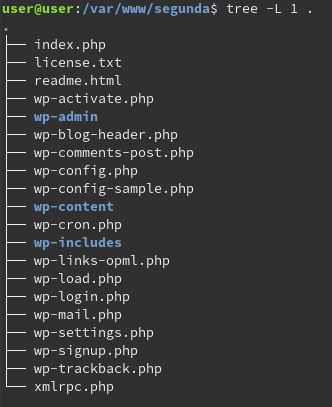 user@user:/var/www/segunda$ tree -L 1 .
.
├── index.php
├── license.txt
├── readme.html
├── wp-activate.php
├── wp-admin
├── wp-blog-header.php
├── wp-comments-post.php
├── wp-config.php
├── wp-config-sample.php
├── wp-content
├── wp-cron.php
├── wp-includes
├── wp-links-opml.php
├── wp-load.php
├── wp-login.php
├── wp-mail.php
├── wp-settings.php
├── wp-signup.php
├── wp-trackback.php
└── xmlrpc.php